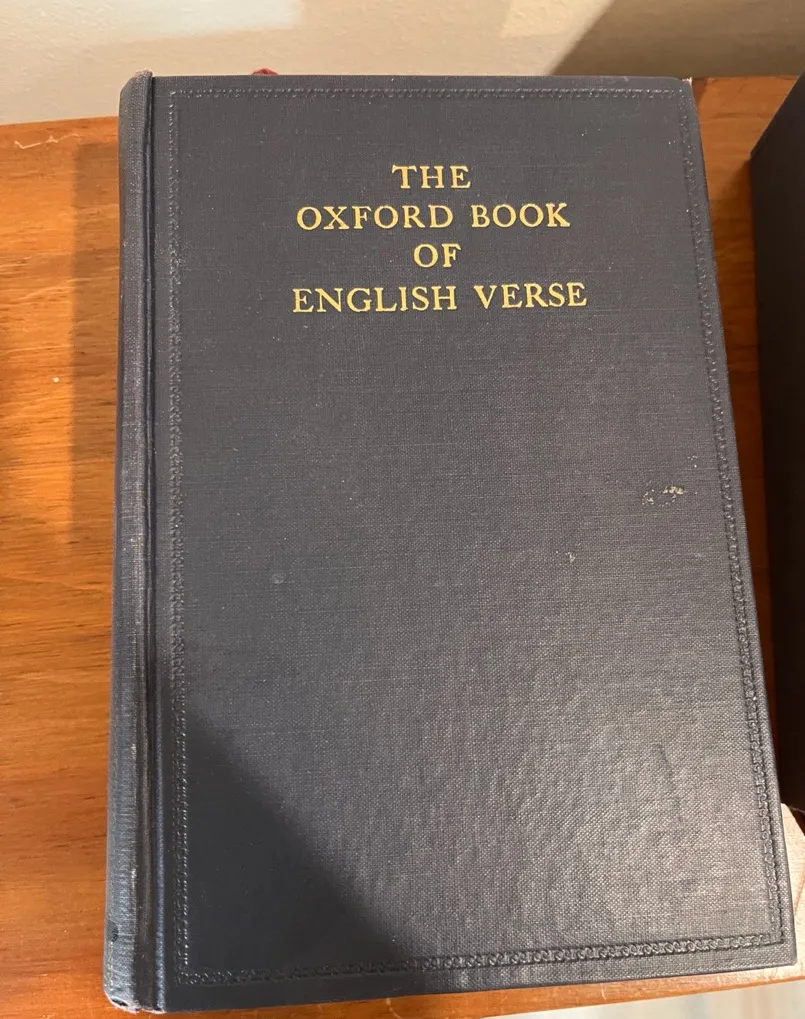 THE
OXFORD BOOK
OF
ENGLISH VERSE